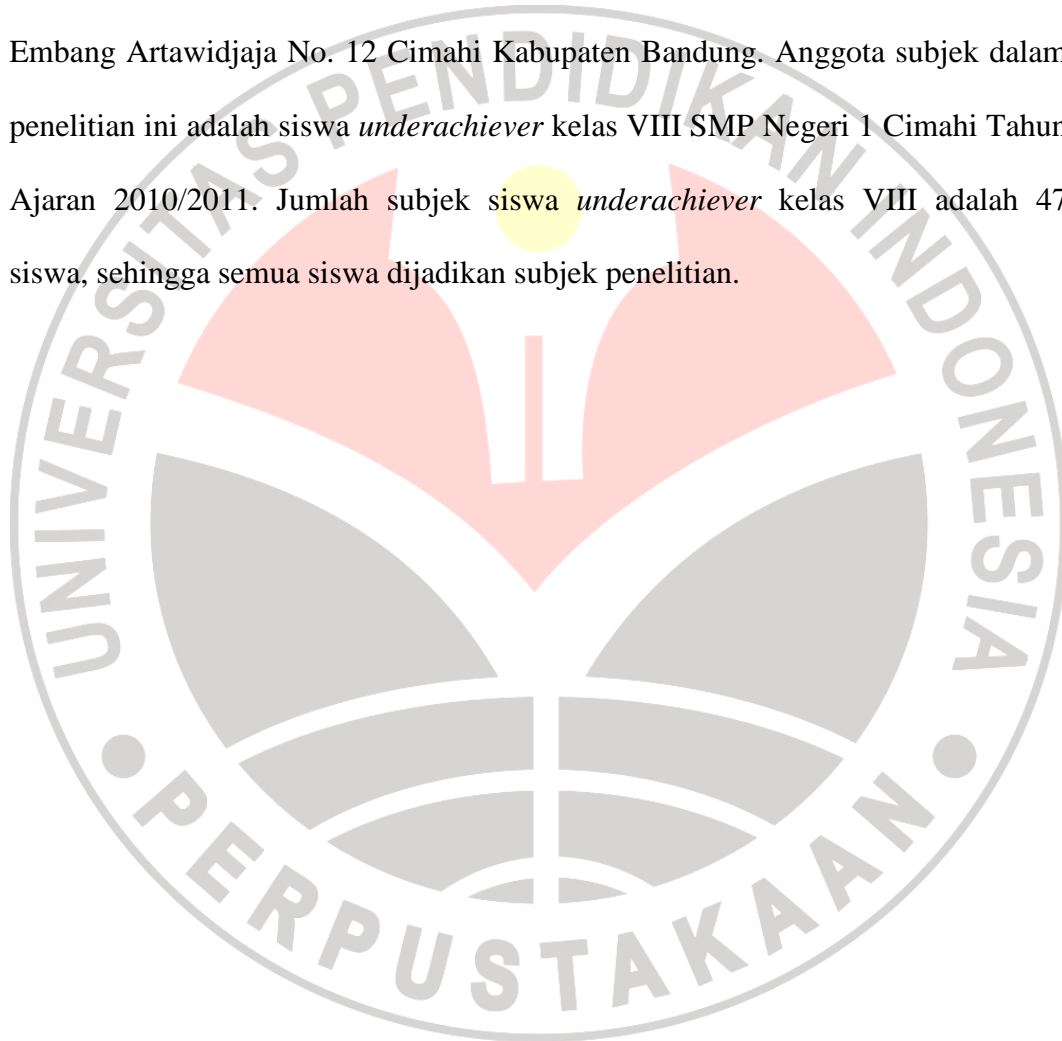 Embang Artawidjaja No. 12 Cimahi Kabupaten Bandung. Anggota subjek dalam
penelitian ini adalah siswa underachiever kelas VIII SMP Negeri 1 Cimahi Tahun
Ajaran 2010/2011. Jumlah subjek siswa underachiever kelas VIII adalah 47
siswa, sehingga semua siswa dijadikan subjek penelitian.
UNIVERSITAS PENDIDIKAN INDONESIA
PERPUSTAKAAN